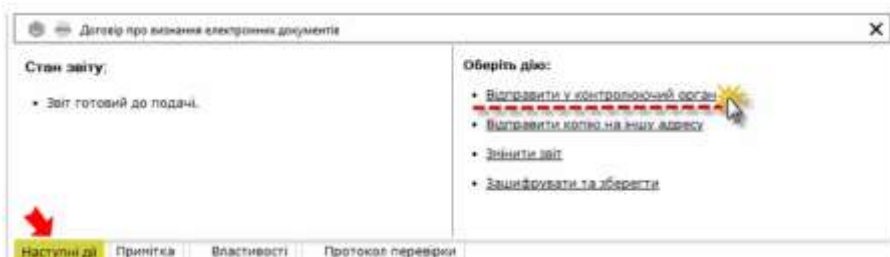 Договір про визнання електронних документів
Стан звіту:
• Звіт готовий до подачі.
Оберіть дію:
• Відправити у контролюючий орган
• Відправити копію на іншу адресу
• Змінити звіт
• Зашифрувати та зберегти
Наступні дії Примітка Властивості Протокол перевірки